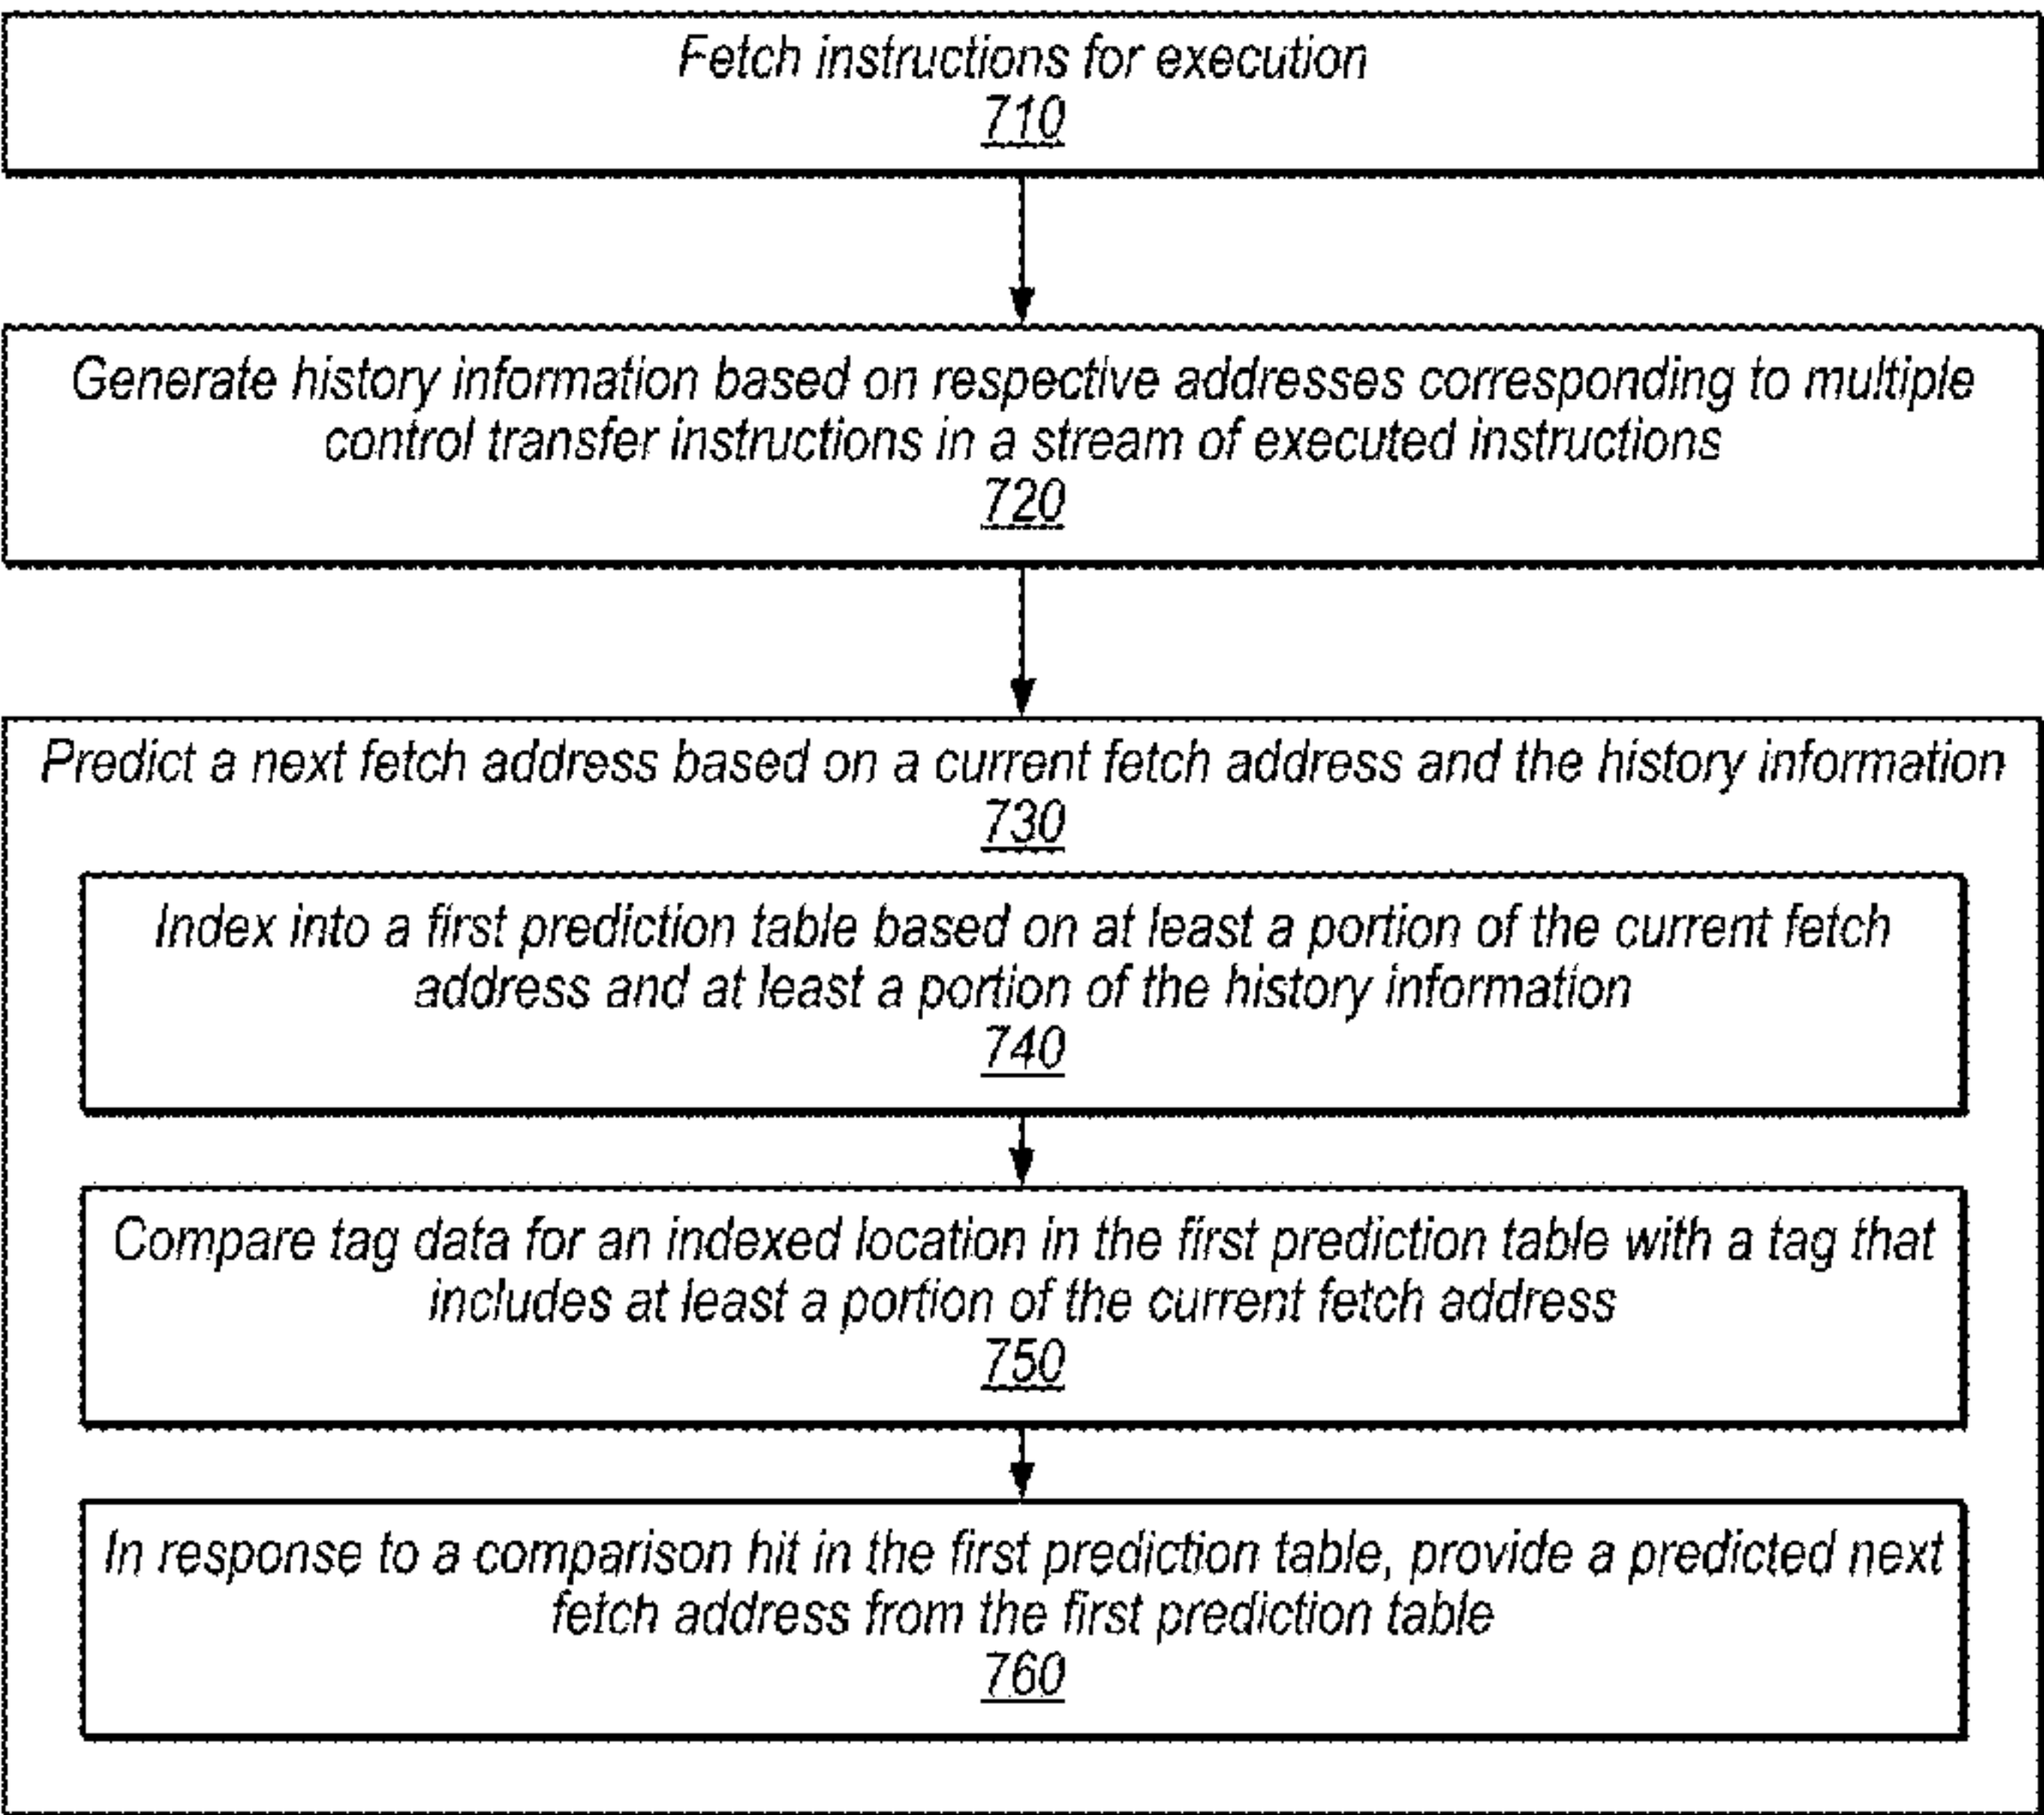 Fetch instructions for execution
710
Generate history information based on respective addresses corresponding to multiple
control transfer instructions in a stream of executed instructions
720
Predict a next fetch address based on a current fetch address and the history information
730
Index into a first prediction table based on at least a portion of the current fetch
address and at least a portion of the history information
740
Compare tag data for an indexed location in the first prediction table with a tag that
includes at least a portion of the current fetch address
750
In response to a comparison hit in the first prediction table, provide a predicted next
fetch address from the first prediction table
760